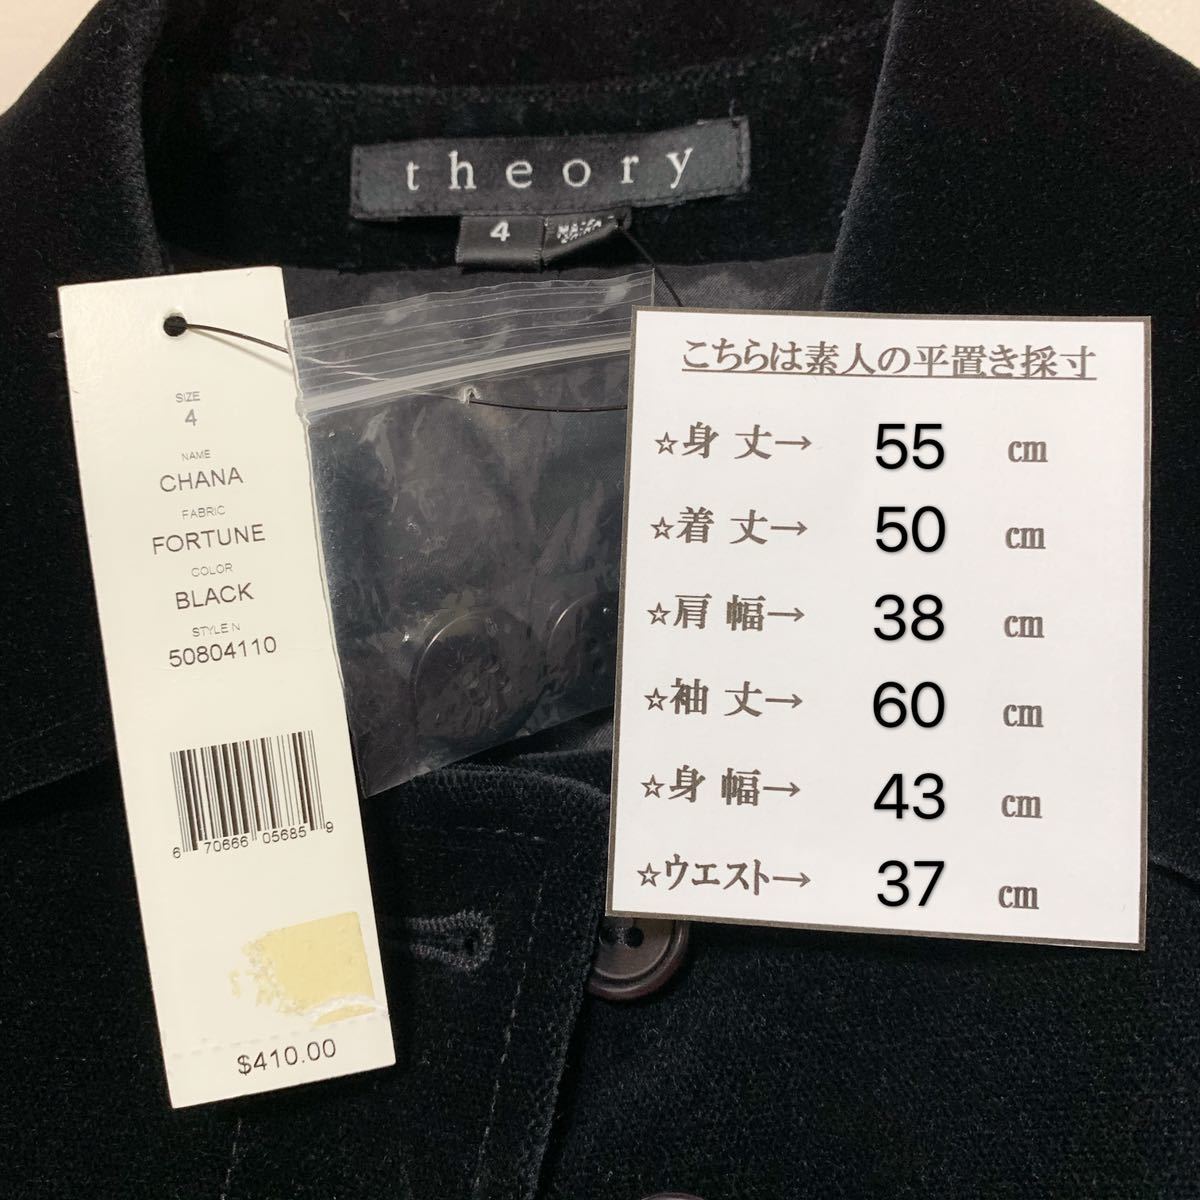 theory
4
SIZE
4
NAME
CHANA
FABRIC
FORTUNE
COLOR
BLACK
STYLE N
50804110
6 70666 05685 9
$410.00
こちらは素人の平置き採寸
☆身 丈→ 55 ㎝
☆着 丈→ 50 ㎝
☆肩 幅→ 38 ㎝
☆袖 丈→ 60 ㎝
☆身 幅→ 43 ㎝
☆ウエスト→ 37 ㎝